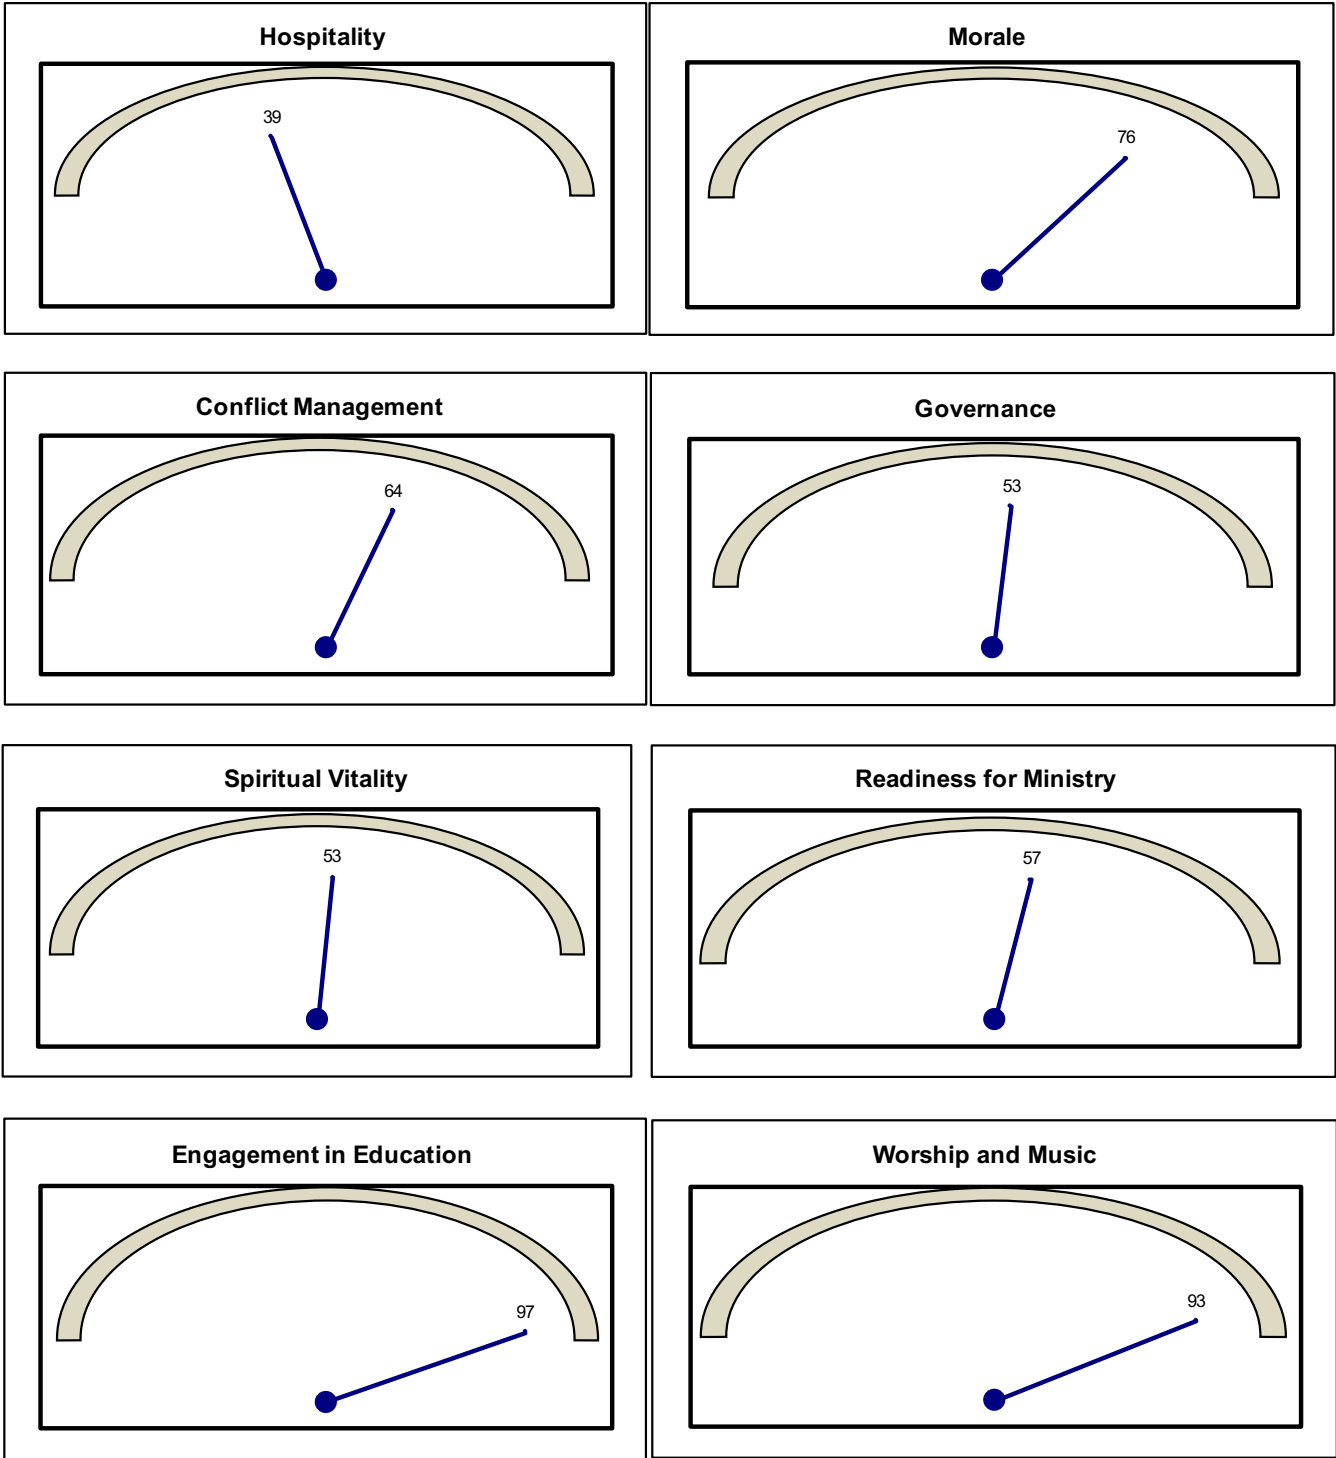 Hospitality
39
Morale
76
Conflict Management
64
Governance
53
Spiritual Vitality
53
Readiness for Ministry
57
Engagement in Education
97
Worship and Music
93